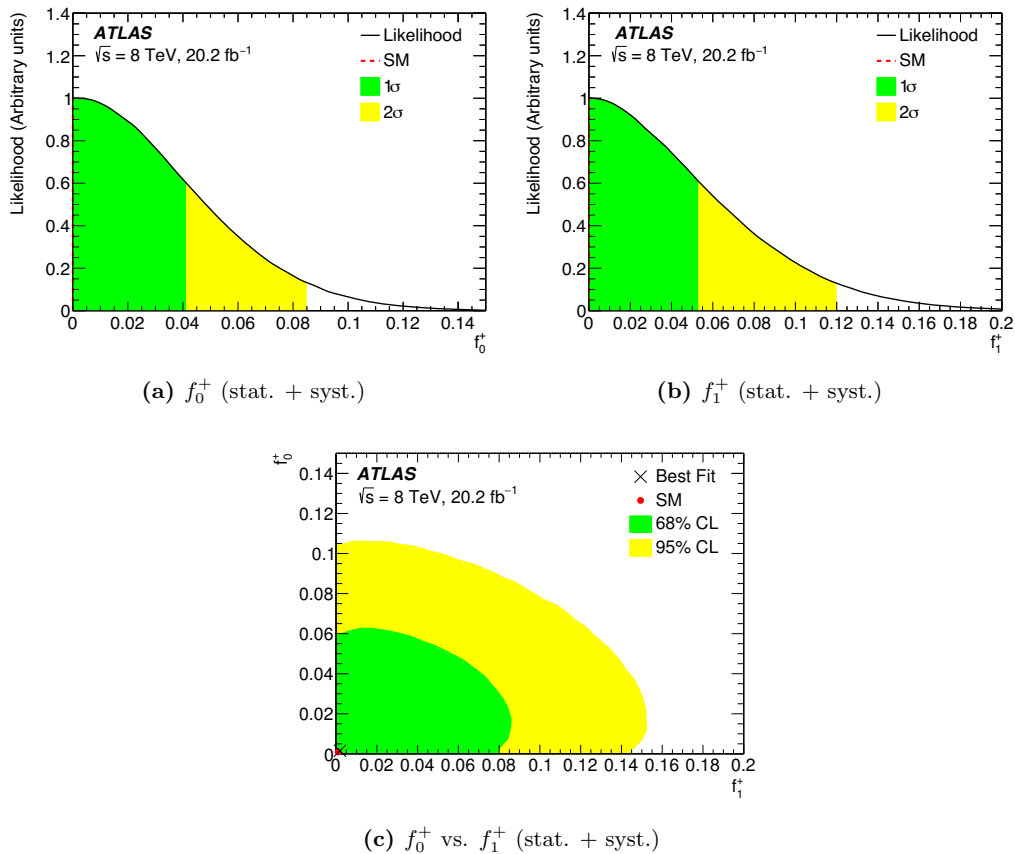 ATLAS
√s = 8 TeV, 20.2 fb⁻¹
Likelihood
SM
1σ
2σ
Likelihood (Arbitrary units)
1.4
1.2
1
0.8
0.6
0.4
0.2
0
0 0.02 0.04 0.06 0.08 0.1 0.12 0.14
f₀⁺
(a) f₀⁺ (stat. + syst.)
ATLAS
√s = 8 TeV, 20.2 fb⁻¹
Likelihood
SM
1σ
2σ
Likelihood (Arbitrary units)
1.4
1.2
1
0.8
0.6
0.4
0.2
0
0 0.02 0.04 0.06 0.08 0.1 0.12 0.14 0.16 0.18 0.2
f₁⁺
(b) f₁⁺ (stat. + syst.)
f₀⁺
ATLAS
√s = 8 TeV, 20.2 fb⁻¹
Best Fit
SM
68% CL
95% CL
0.14
0.12
0.1
0.08
0.06
0.04
0.02
0
0 0.02 0.04 0.06 0.08 0.1 0.12 0.14 0.16 0.18 0.2
f₁⁺
(c) f₀⁺ vs. f₁⁺ (stat. + syst.)